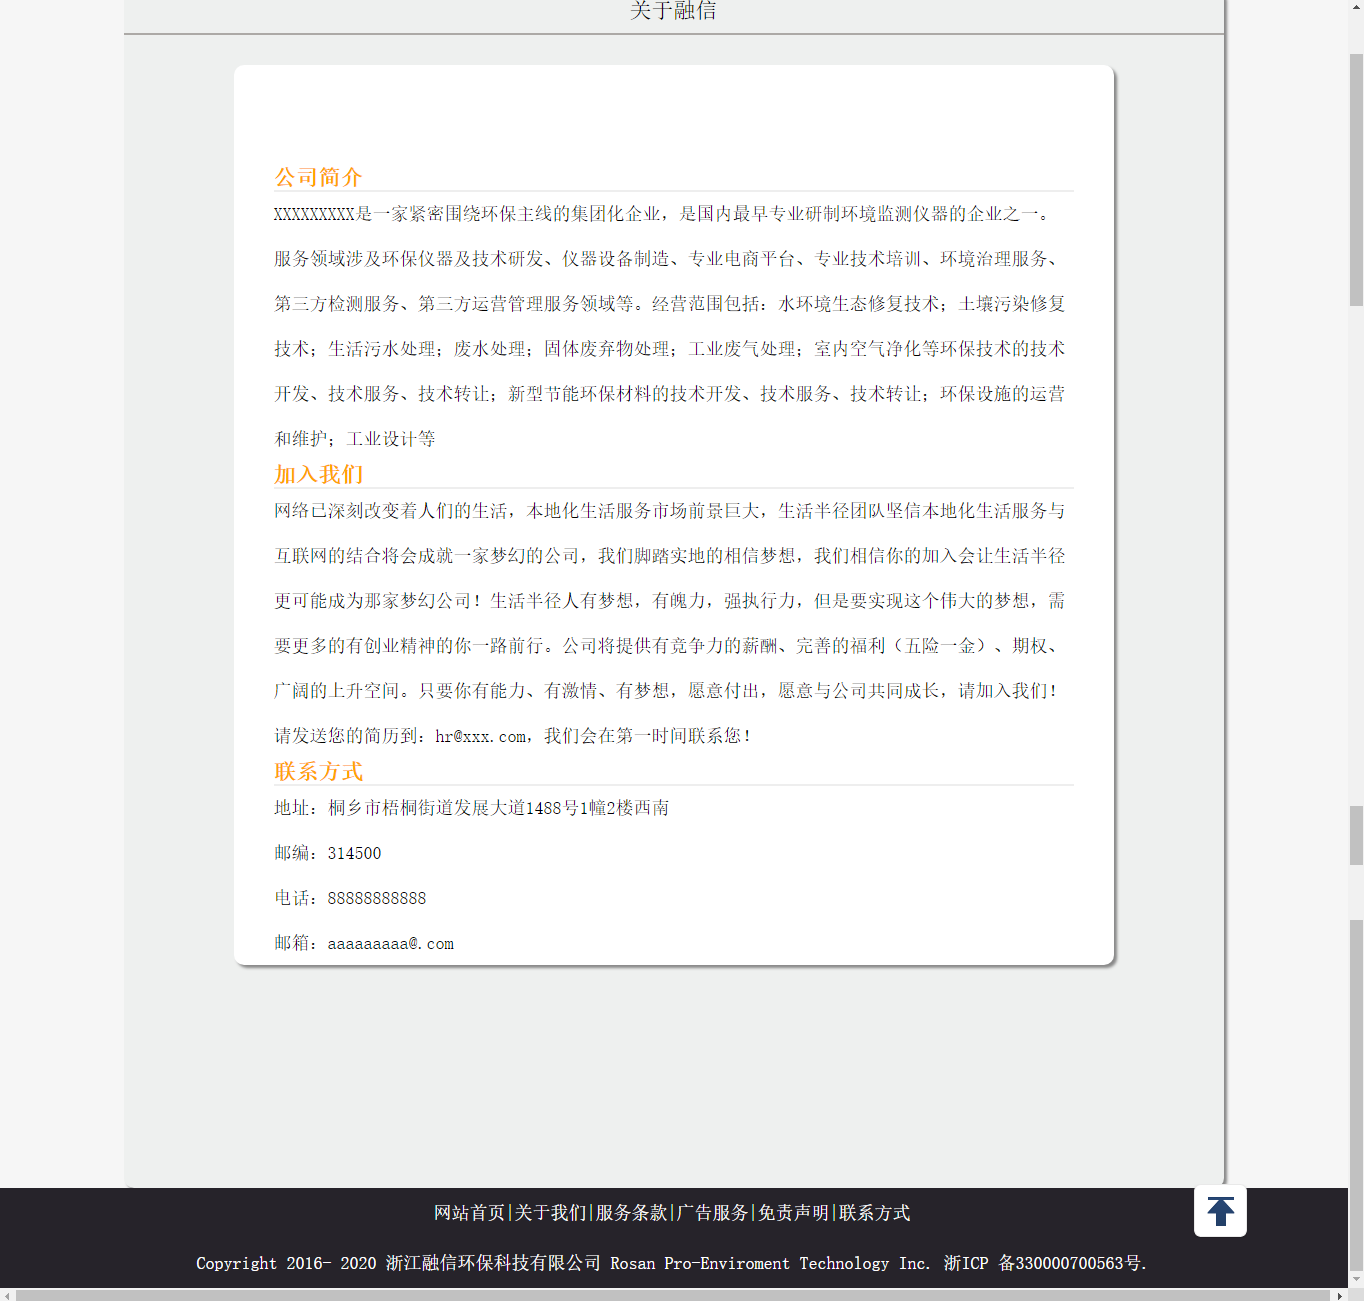 关于融信
公司简介
XXXXXXXXX是一家紧密围绕环保主线的集团化企业，是国内最早专业研制环境监测仪器的企业之一。
服务领域涉及环保仪器及技术研发、仪器设备制造、专业电商平台、专业技术培训、环境治理服务、
第三方检测服务、第三方运营管理服务领域等。经营范围包括：水环境生态修复技术；土壤污染修复
技术；生活污水处理；废水处理；固体废弃物处理；工业废气处理；室内空气净化等环保技术的技术
开发、技术服务、技术转让；新型节能环保材料的技术开发、技术服务、技术转让；环保设施的运营
和维护；工业设计等
加入我们
网络已深刻改变着人们的生活，本地化生活服务市场前景巨大，生活半径团队坚信本地化生活服务与
互联网的结合将会成就一家梦幻的公司，我们脚踏实地的相信梦想，我们相信你的加入会让生活半径
更可能成为那家梦幻公司！生活半径人有梦想，有魄力，强执行力，但是要实现这个伟大的梦想，需
要更多的有创业精神的你一路前行。公司将提供有竞争力的薪酬、完善的福利（五险一金）、期权、
广阔的上升空间。只要你有能力、有激情、有梦想，愿意付出，愿意与公司共同成长，请加入我们！
请发送您的简历到：hr@xxx.com，我们会在第一时间联系您！
联系方式
地址：桐乡市梧桐街道发展大道1488号1幢2楼西南
邮编：314500
电话：88888888888
邮箱：aaaaaaaaa@.com
网站首页|关于我们|服务条款|广告服务|免责声明|联系方式
Copyright 2016- 2020 浙江融信环保科技有限公司 Rosan Pro-Enviroment Technology Inc. 浙ICP 备330000700563号.